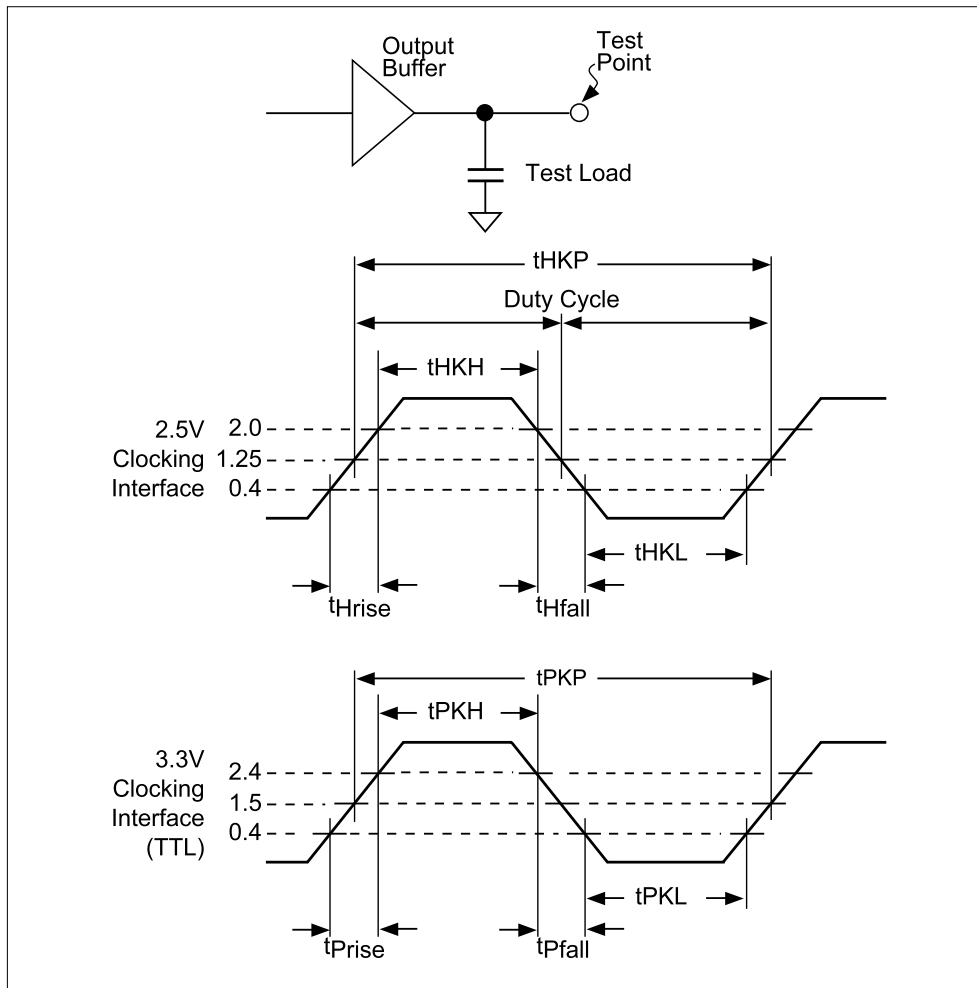 Output
Buffer
Test
Point
Test Load
tHKP
Duty Cycle
tHKH
2.5V
Clocking
Interface
2.0
1.25
0.4
tHKL
tHrise
tHfall
tPKP
tPKH
3.3V
Clocking
Interface
(TTL)
2.4
1.5
0.4
tPKL
tPrise
tPfall